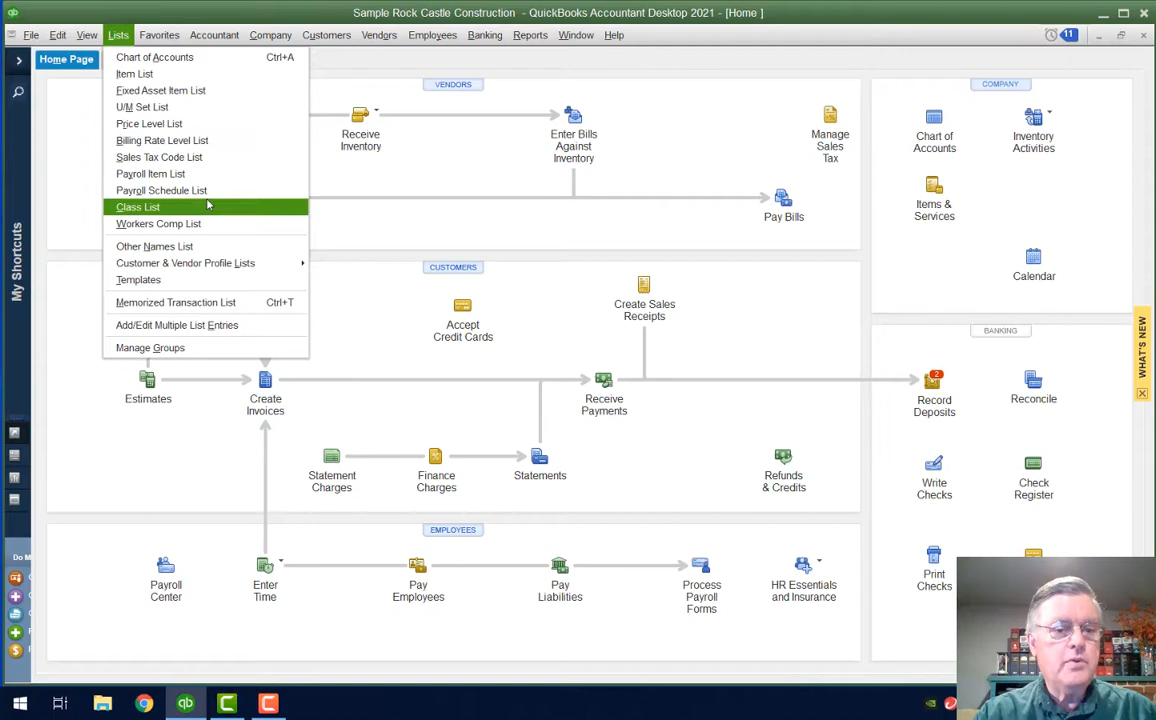 Sample Rock Castle Construction - QuickBooks Accountant Desktop 2021 - [Home ]
File Edit View Lists Favorites Accountant Company Customers Vendors Employees Banking Reports Window Help 11
Home Page
Chart of Accounts Ctrl+A
Item List
Fixed Asset Item List
U/M Set List
Price Level List
Billing Rate Level List
Sales Tax Code List
Payroll Item List
Payroll Schedule List
Class List
Workers Comp List
Other Names List
Customer & Vendor Profile Lists
Templates
Memorized Transaction List Ctrl+T
Add/Edit Multiple List Entries
Manage Groups
My Shortcuts
Do M
VENDORS
Receive
Inventory
Enter Bills
Against
Inventory
Manage
Sales
Tax
Pay Bills
CUSTOMERS
Accept
Credit Cards
Create Sales
Receipts
Estimates
Create
Invoices
Receive
Payments
Statement
Charges
Finance
Charges
Statements
Refunds
& Credits
EMPLOYEES
Payroll
Center
Enter
Time
Pay
Employees
Pay
Liabilities
Process
Payroll
Forms
HR Essentials
and Insurance
COMPANY
Chart of
Accounts
Inventory
Activities
Items &
Services
Calendar
BANKING
2
Record
Deposits
Reconcile
Write
Checks
Check
Register
Print
Checks
WHAT'S NEW
qb